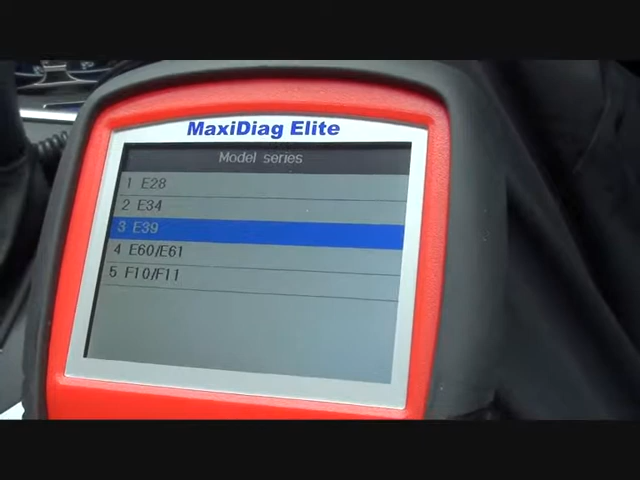 MaxiDiag Elite
Model series
1 E28
2 E34
3 E39
4 E60/E61
5 F10/F11